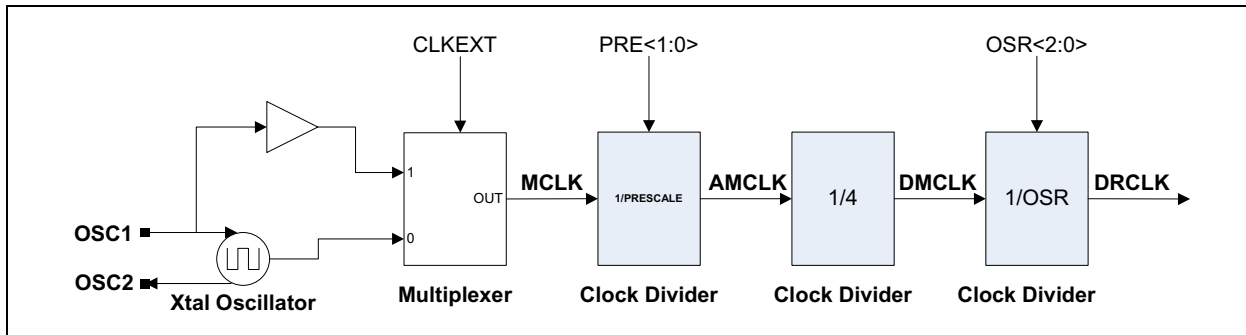 CLKEXT
PRE<1:0>
OSR<2:0>
1
OUT
0
MCLK
1/PRESCALE
AMCLK
1/4
DMCLK
1/OSR
DRCLK
OSC1
OSC2
Xtal Oscillator
Multiplexer
Clock Divider
Clock Divider
Clock Divider